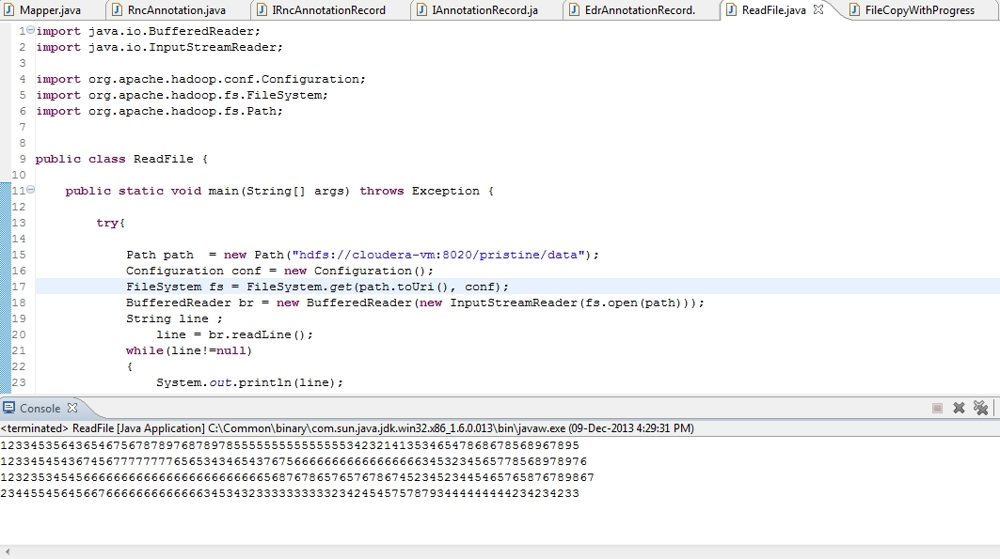 Mapper.java RncAnnotation.java IRncAnnotationRecord IAnnotationRecord.ja EdrAnnotationRecord. ReadFile.java FileCopyWithProgress
1 import java.io.BufferedReader;
2 import java.io.InputStreamReader;
3
4 import org.apache.hadoop.conf.Configuration;
5 import org.apache.hadoop.fs.FileSystem;
6 import org.apache.hadoop.fs.Path;
7
8
9 public class ReadFile {
10
11 public static void main(String[] args) throws Exception {
12
13 try{
14
15 Path path  = new Path("hdfs://cloudera-vm:8020/pristine/data");
16 Configuration conf = new Configuration();
17 FileSystem fs = FileSystem.get(path.toUri(), conf);
18 BufferedReader br = new BufferedReader(new InputStreamReader(fs.open(path)));
19 String line ;
20 line = br.readLine();
21 while(line!=null)
22 {
23 System.out.println(line);
Console
<terminated> ReadFile [Java Application] C:\Common\binary\com.sun.java.jdk.win32.x86_1.6.0.013\bin\javaw.exe (09-Dec-2013 4:29:31 PM)
12334535643654675678789768789785555555555555553423214135346547868678568967895
12334545436745677777777765653434654376756666666666666666663453234565778568978976
1232353454566666666666666666666666656876786576576786745234523445465765876789867
23445545645667666666666666634534323333333333234245457578793444444444234234233